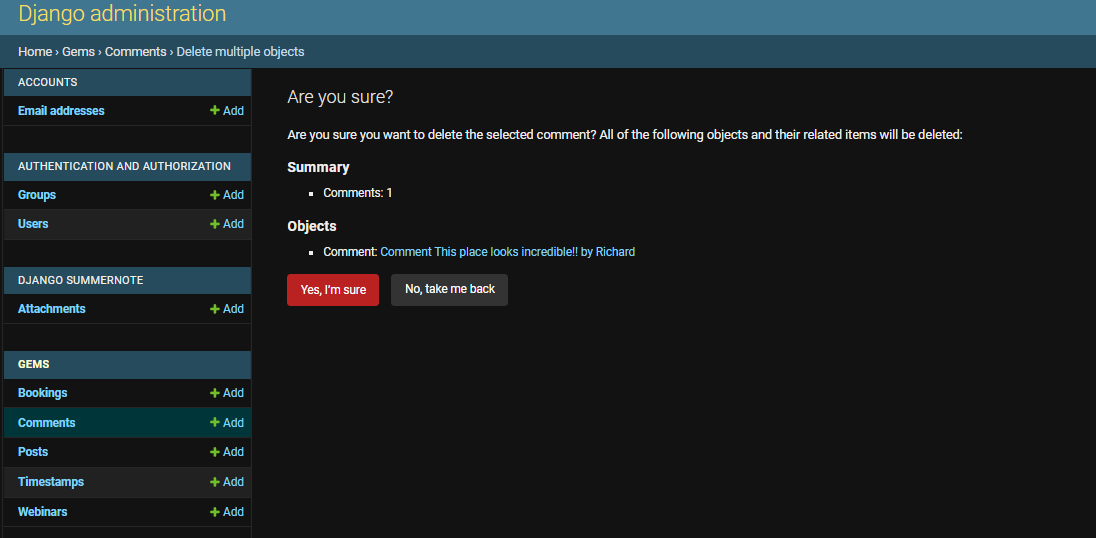 Django administration
Home › Gems › Comments › Delete multiple objects
ACCOUNTS
Email addresses + Add
AUTHENTICATION AND AUTHORIZATION
Groups + Add
Users + Add
DJANGO SUMMERNOTE
Attachments + Add
GEMS
Bookings + Add
Comments + Add
Posts + Add
Timestamps + Add
Webinars + Add
Are you sure?
Are you sure you want to delete the selected comment? All of the following objects and their related items will be deleted:
Summary
Comments: 1
Objects
Comment: Comment This place looks incredible!! by Richard
Yes, I'm sure No, take me back